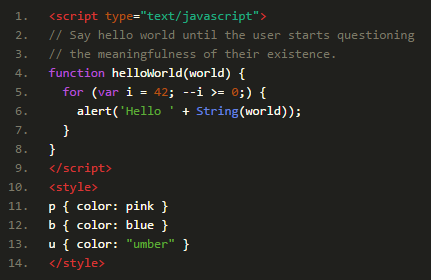 1. <script type="text/javascript">
2. // Say hello world until the user starts questioning
3. // the meaningfulness of their existence.
4. function helloWorld(world) {
5.   for (var i = 42; --i >= 0;) {
6.     alert('Hello ' + String(world));
7.   }
8. }
9. </script>
10. <style>
11. p { color: pink }
12. b { color: blue }
13. u { color: "umber" }
14. </style>